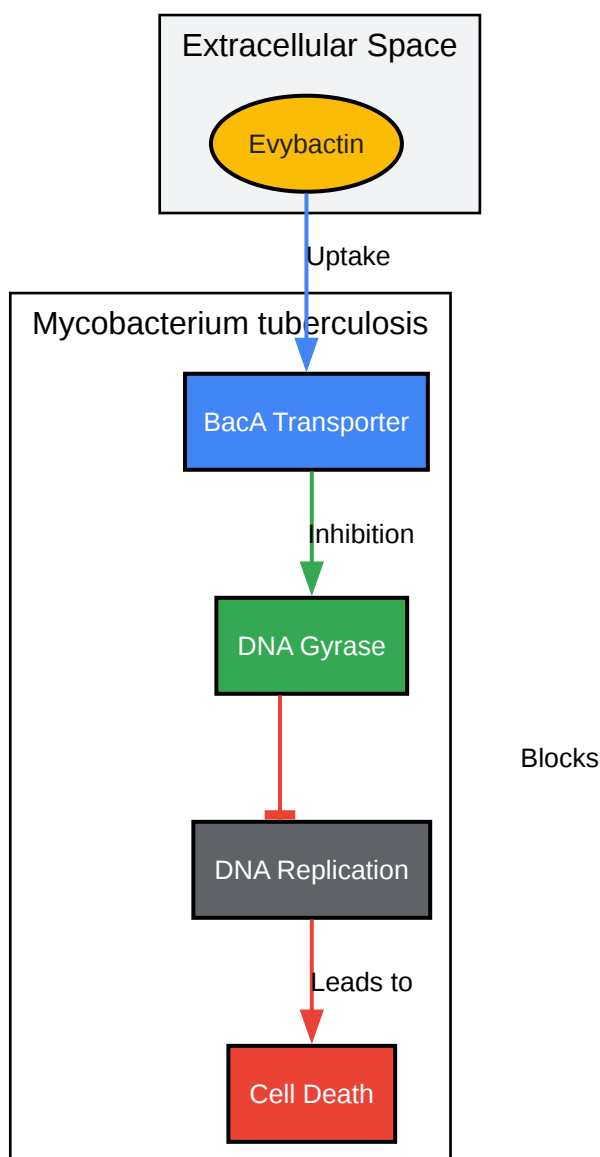 Extracellular Space
Evybactin
Uptake
Mycobacterium tuberculosis
BacA Transporter
Inhibition
DNA Gyrase
Blocks
DNA Replication
Leads to
Cell Death